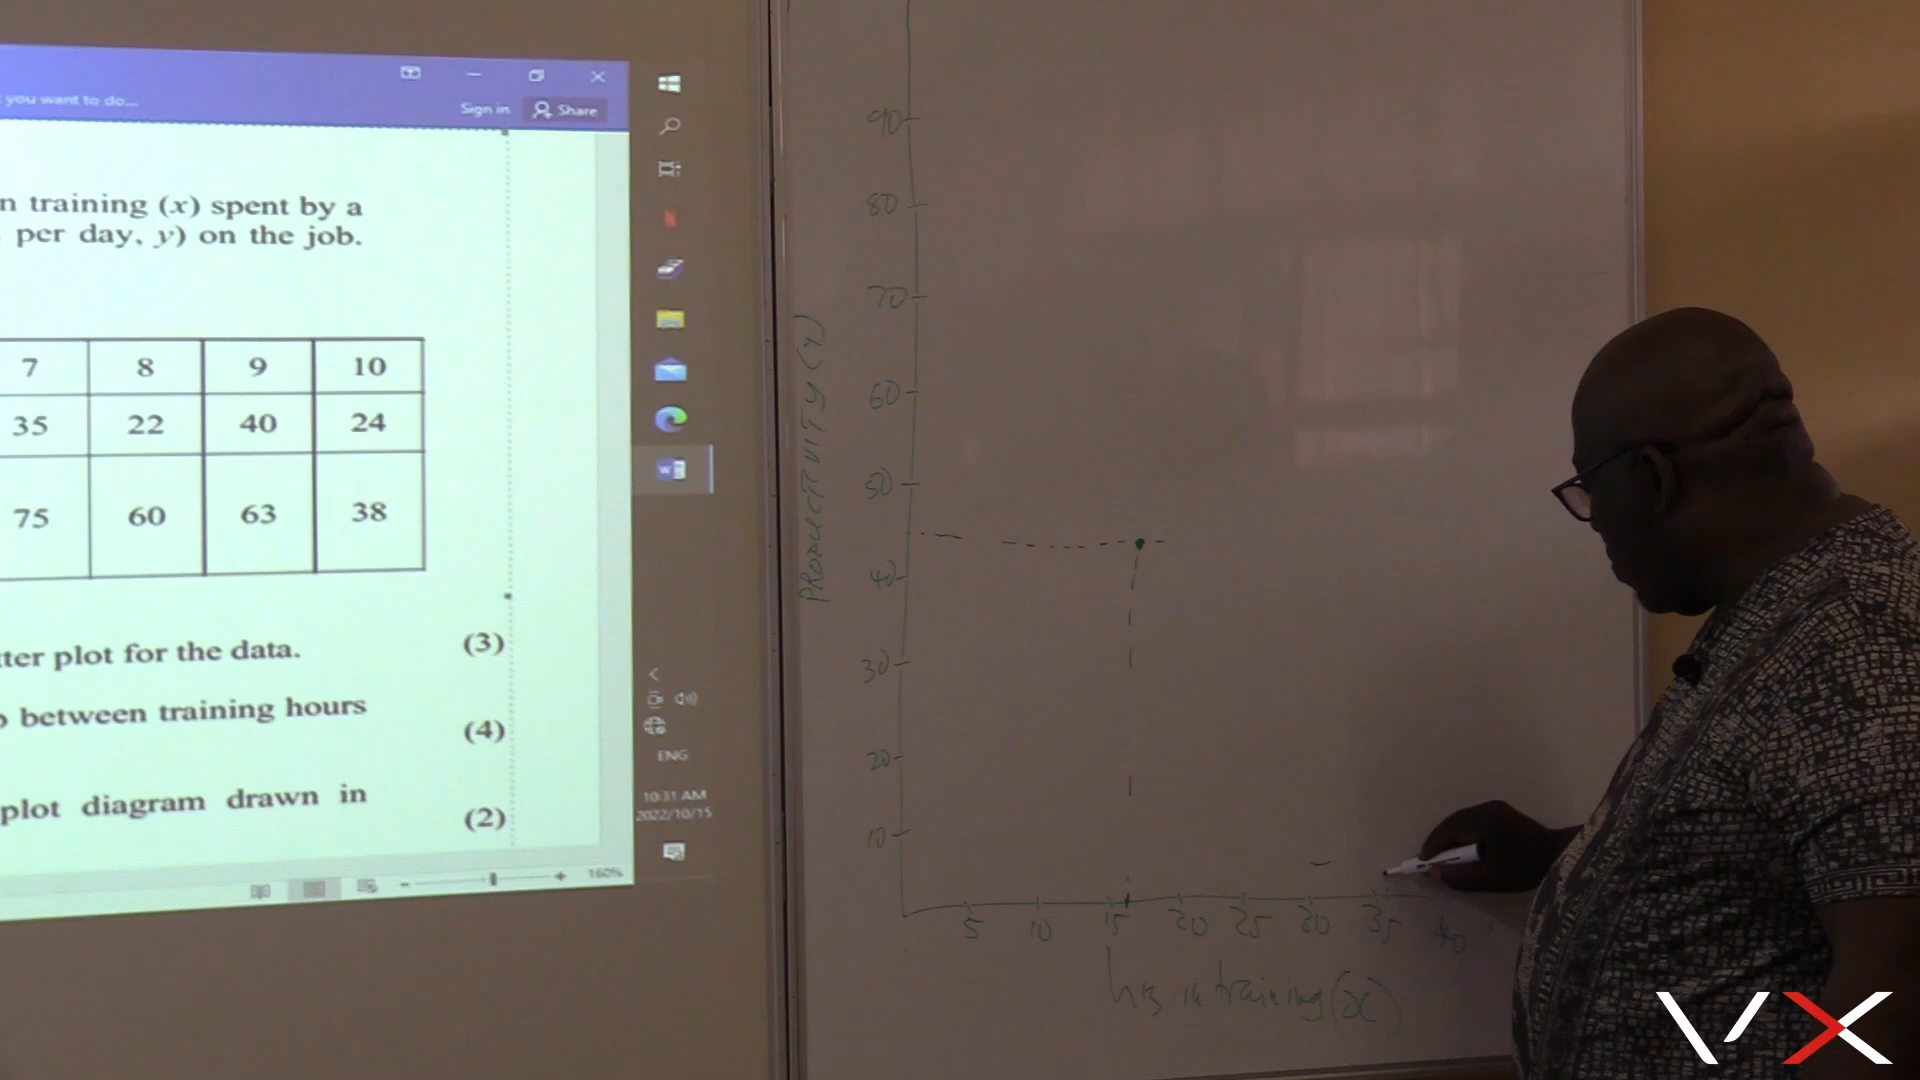 you want to do...
Sign in Share
n training (x) spent by a
per day, y) on the job.
7 8 9 10
35 22 40 24
75 60 63 38
tter plot for the data. (3)
between training hours
(4)
plot diagram drawn in
(2)
160%
ENG
10:31 AM
2022/10/15
90
80
70
60
50
40
30
20
10
PRODUCTIVITY (y)
5 10 15 20 25 30 35 40
hrs in training (x)
VX